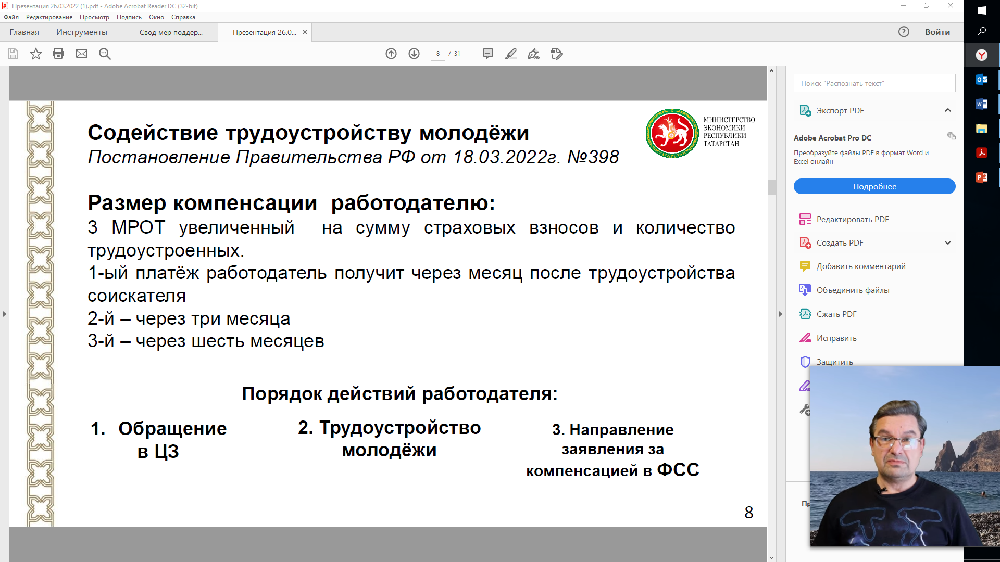 Презентация 26.03.2022 (1).pdf - Adobe Acrobat Reader DC (32-bit)
Файл Редактирование Просмотр Подпись Окно Справка
Главная Инструменты Свод мер поддер... Презентация 26.0... × Войти
8 / 31
Поиск "Распознать текст"
Экспорт PDF
Adobe Acrobat Pro DC
Преобразуйте файлы PDF в формат Word и
Excel онлайн
Подробнее
Редактировать PDF
Создать PDF
Добавить комментарий
Объединить файлы
Сжать PDF
Исправить
Защитить
МИНИСТЕРСТВО
ЭКОНОМИКИ
РЕСПУБЛИКИ
ТАТАРСТАН
ТАТАРСТАН
Содействие трудоустройству молодёжи
Постановление Правительства РФ от 18.03.2022г. №398
Размер компенсации работодателю:
3 МРОТ увеличенный на сумму страховых взносов и количество
трудоустроенных.
1-ый платёж работодатель получит через месяц после трудоустройства
соискателя
2-й – через три месяца
3-й – через шесть месяцев
Порядок действий работодателя:
1. Обращение
в ЦЗ
2. Трудоустройство
молодёжи
3. Направление
заявления за
компенсацией в ФСС
8